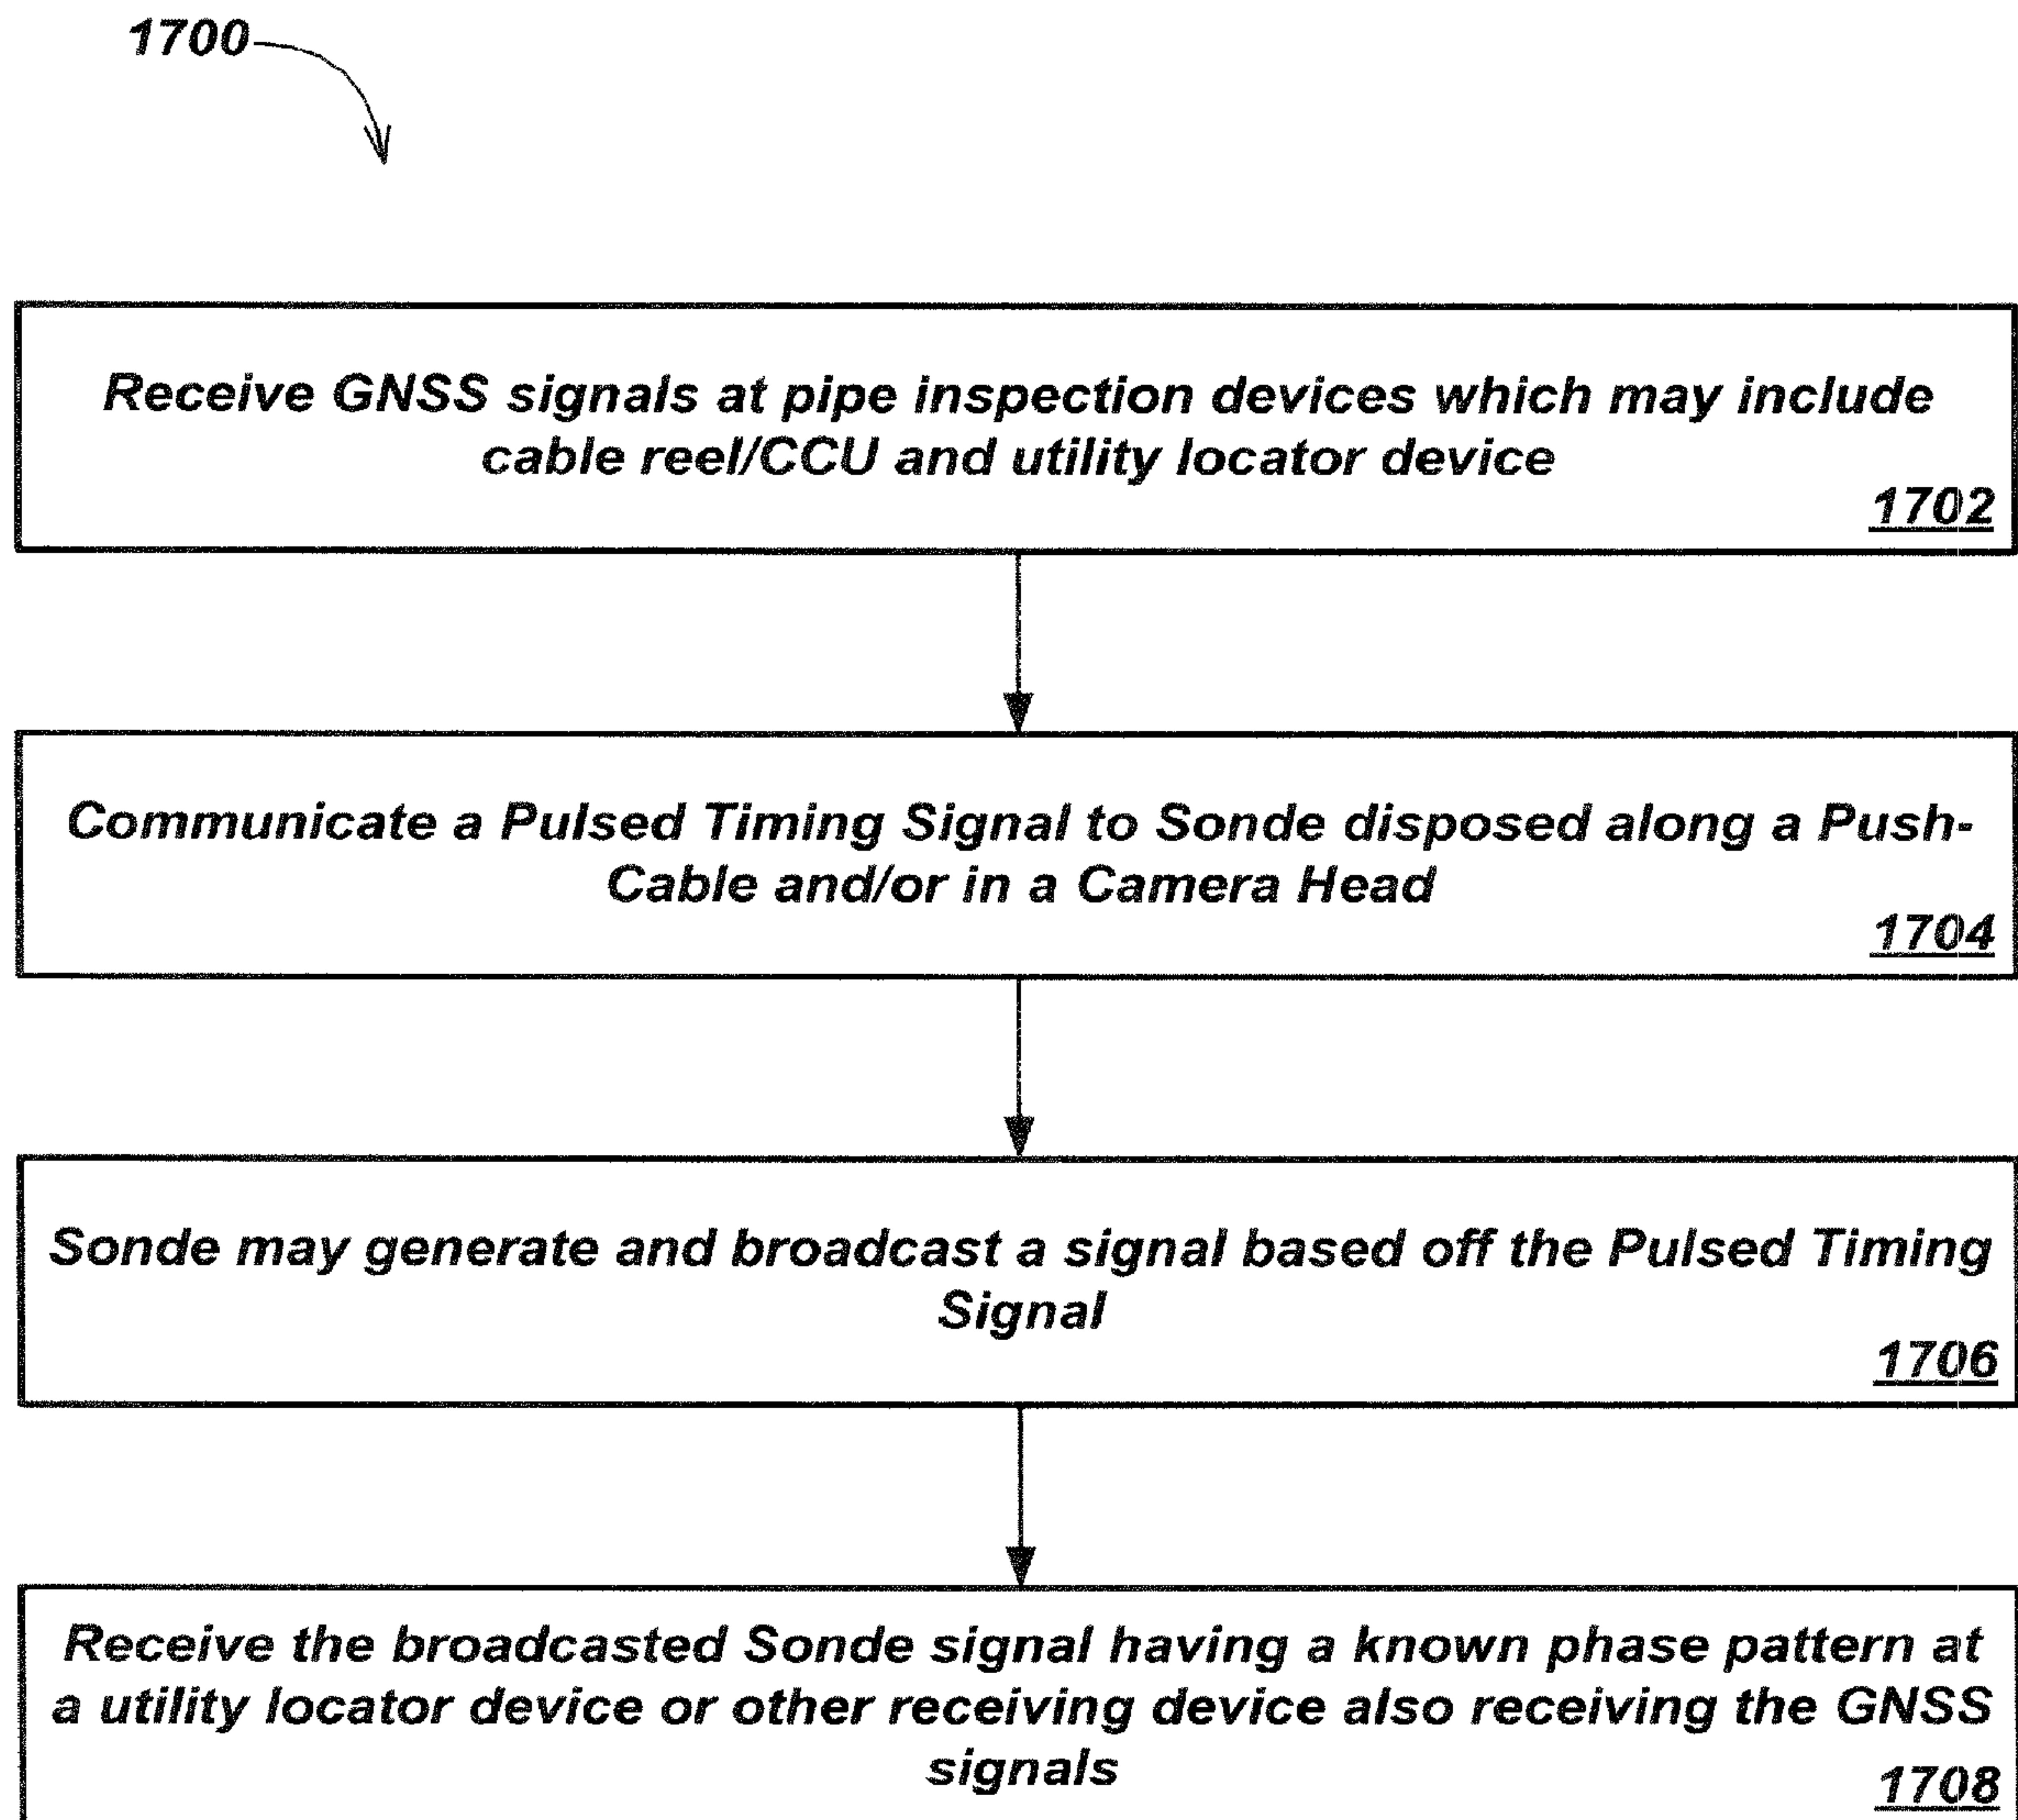 1700
Receive GNSS signals at pipe inspection devices which may include
cable reel/CCU and utility locator device
1702
Communicate a Pulsed Timing Signal to Sonde disposed along a Push-
Cable and/or in a Camera Head
1704
Sonde may generate and broadcast a signal based off the Pulsed Timing
Signal
1706
Receive the broadcasted Sonde signal having a known phase pattern at
a utility locator device or other receiving device also receiving the GNSS
signals
1708